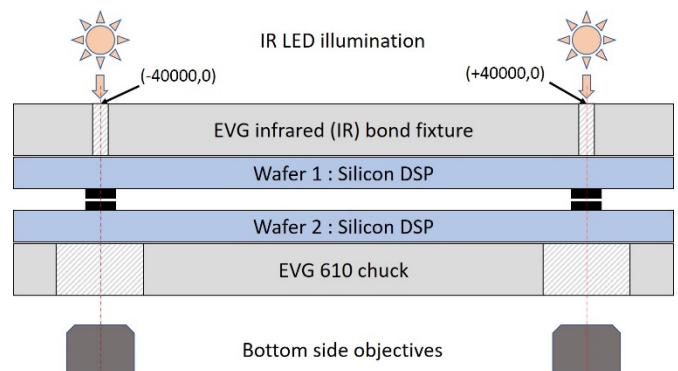 IR LED illumination
(-40000,0)
(+40000,0)
EVG infrared (IR) bond fixture
Wafer 1 : Silicon DSP
Wafer 2 : Silicon DSP
EVG 610 chuck
Bottom side objectives